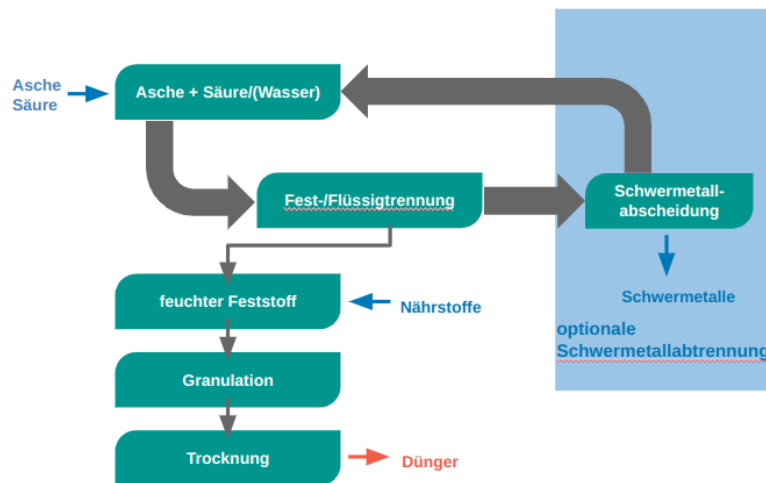 Asche
Säure
Asche + Säure/(Wasser)
Fest-/Flüssigtrennung
Schwermetall-
abscheidung
Schwermetalle
optionale
Schwermetallabtrennung
feuchter Feststoff
Nährstoffe
Granulation
Trocknung
Dünger